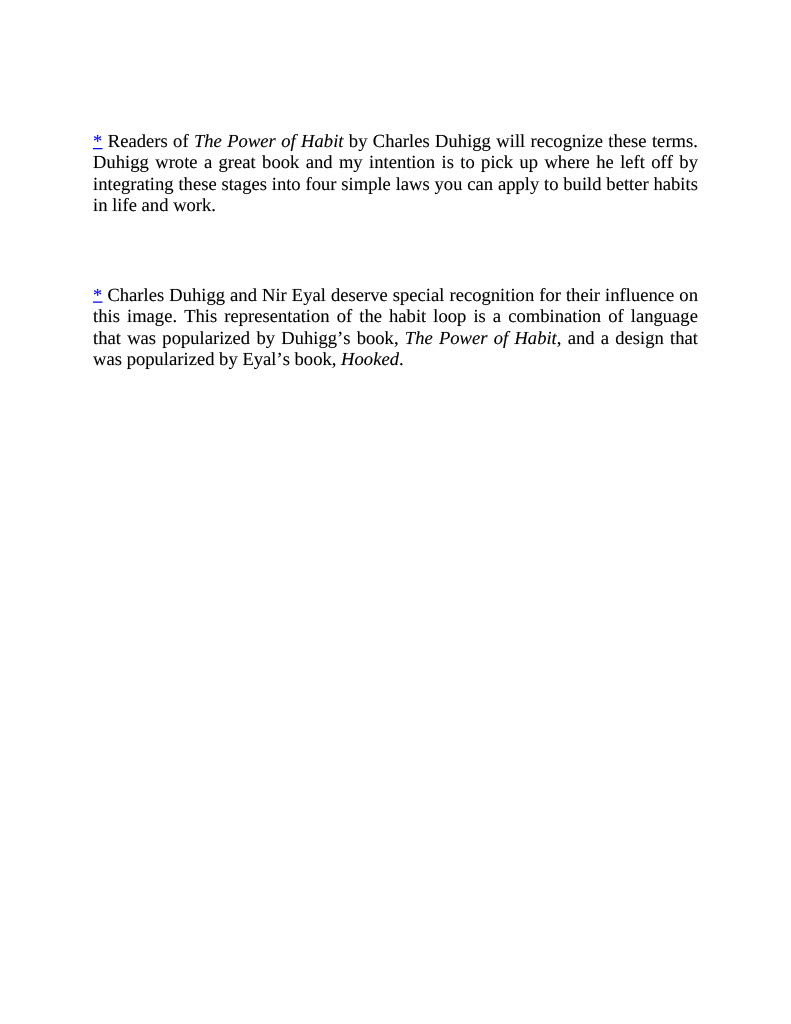 * Readers of The Power of Habit by Charles Duhigg will recognize these terms.
Duhigg wrote a great book and my intention is to pick up where he left off by
integrating these stages into four simple laws you can apply to build better habits
in life and work.
* Charles Duhigg and Nir Eyal deserve special recognition for their influence on
this image. This representation of the habit loop is a combination of language
that was popularized by Duhigg’s book, The Power of Habit, and a design that
was popularized by Eyal’s book, Hooked.